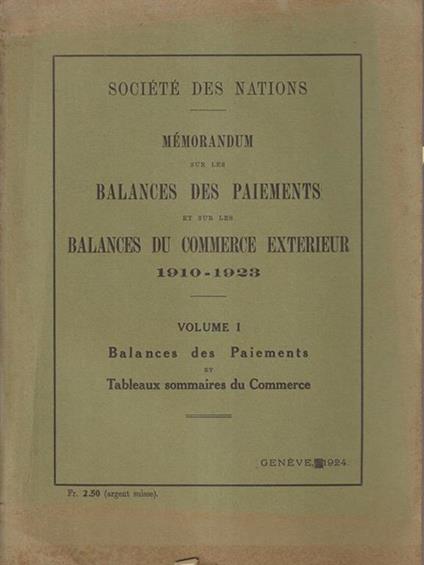 SOCIÉTÉ DES NATIONS
MÉMORANDUM
SUR LES
BALANCES DES PAIEMENTS
ET SUR LES
BALANCES DU COMMERCE EXTERIEUR
1910-1923
VOLUME I
Balances des Paiements
ET
Tableaux sommaires du Commerce
GENÈVE, 1924.
Fr. 2.50 (argent suisse).